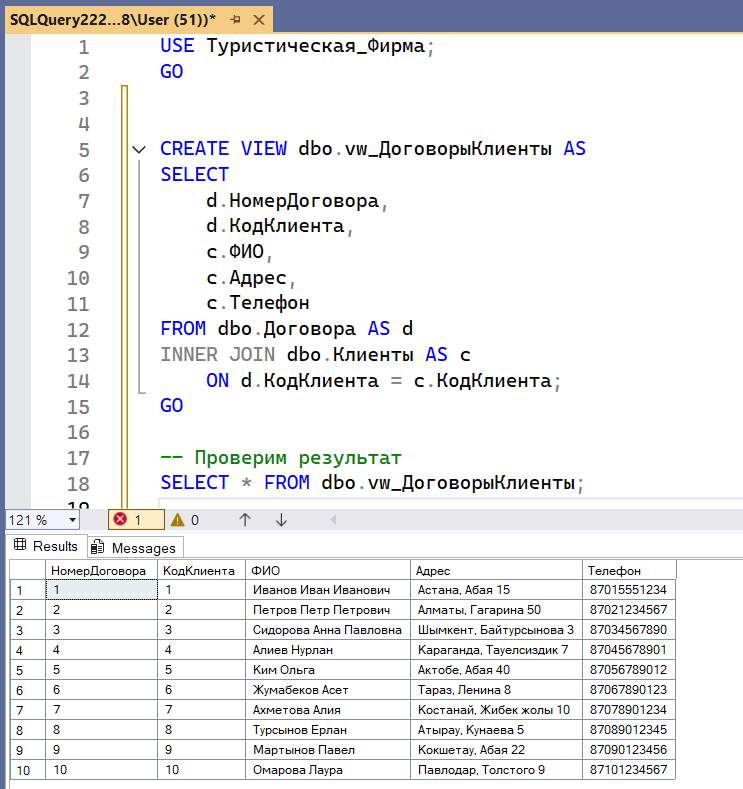 SQLQuery222...8\User (51))*
1 USE Туристическая_Фирма;
2 GO
3
4
5 CREATE VIEW dbo.vw_ДоговорыКлиенты AS
6 SELECT
7 d.НомерДоговора,
8 d.КодКлиента,
9 c.ФИО,
10 c.Адрес,
11 c.Телефон
12 FROM dbo.Договора AS d
13 INNER JOIN dbo.Клиенты AS c
14 ON d.КодКлиента = c.КодКлиента;
15 GO
16
17 -- Проверим результат
18 SELECT * FROM dbo.vw_ДоговорыКлиенты;
19
121 % 1 0
Results Messages
НомерДоговора КодКлиента ФИО Адрес Телефон
1 1 1 Иванов Иван Иванович Астана, Абая 15 87015551234
2 2 2 Петров Петр Петрович Алматы, Гагарина 50 87021234567
3 3 3 Сидорова Анна Павловна Шымкент, Байтурсынова 3 87034567890
4 4 4 Алиев Нурлан Караганда, Тауелсиздик 7 87045678901
5 5 5 Ким Ольга Актобе, Абая 40 87056789012
6 6 6 Жумабеков Асет Тараз, Ленина 8 87067890123
7 7 7 Ахметова Алия Костанай, Жибек жолы 10 87078901234
8 8 8 Турсынов Ерлан Атырау, Кунаева 5 87089012345
9 9 9 Мартынов Павел Кокшетау, Абая 22 87090123456
10 10 10 Омарова Лаура Павлодар, Толстого 9 87101234567